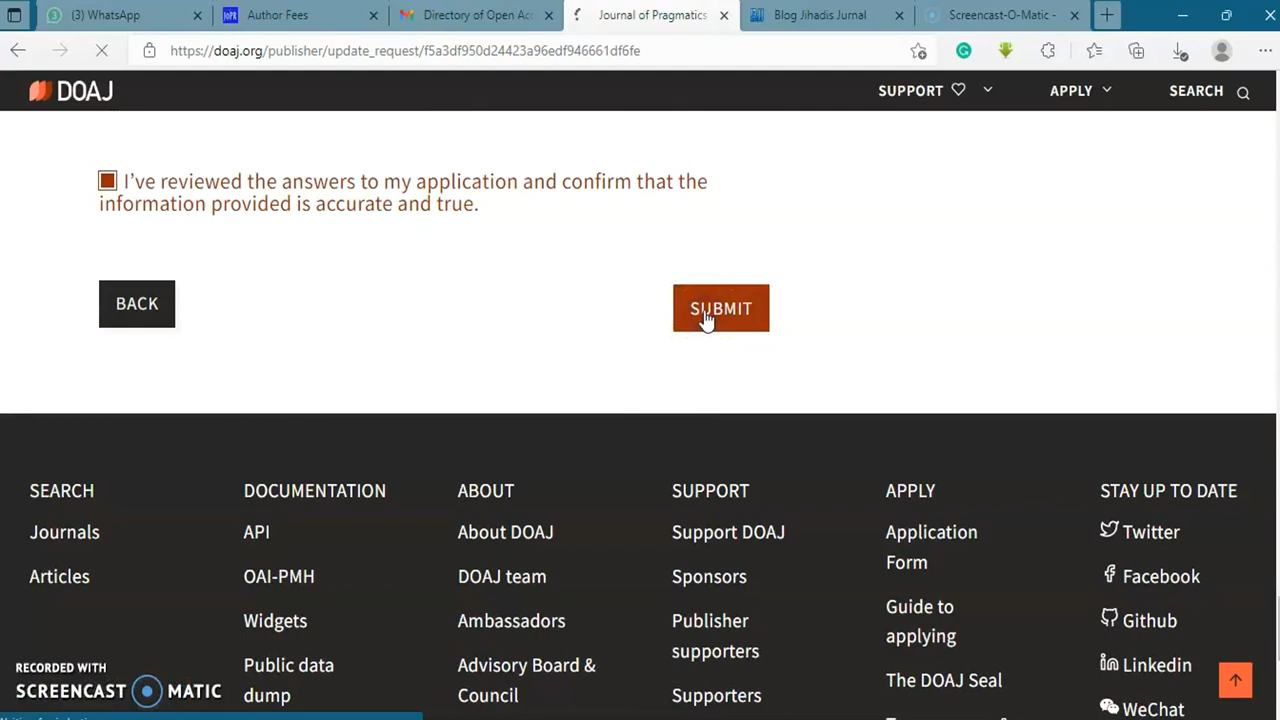 (3) WhatsApp
Author Fees
Directory of Open Acc
Journal of Pragmatics
Blog Jihadis Jurnal
Screencast-O-Matic -
https://doaj.org/publisher/update_request/f5a3df950d24423a96edf946661df6fe
DOAJ
SUPPORT
APPLY
SEARCH
I've reviewed the answers to my application and confirm that the
information provided is accurate and true.
BACK
SUBMIT
SEARCH
Journals
Articles
DOCUMENTATION
API
OAI-PMH
Widgets
Public data
dump
ABOUT
About DOAJ
DOAJ team
Ambassadors
Advisory Board &
Council
SUPPORT
Support DOAJ
Sponsors
Publisher
supporters
Supporters
APPLY
Application
Form
Guide to
applying
The DOAJ Seal
STAY UP TO DATE
Twitter
Facebook
Github
Linkedin
WeChat
RECORDED WITH
SCREENCAST MATIC